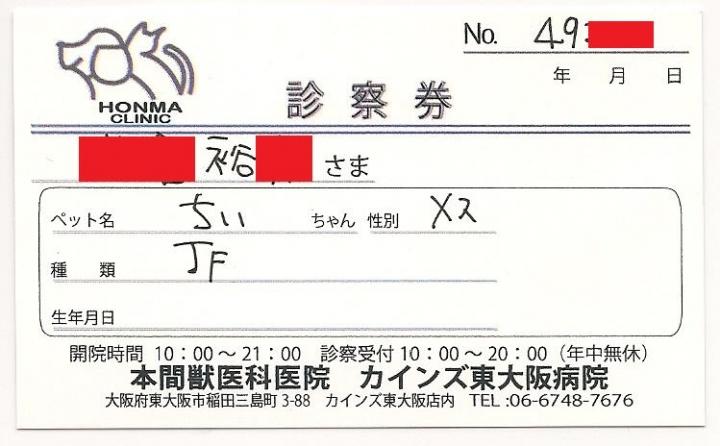 No. 49
年 月 日
HONMA
CLINIC
診察券
裕 さま
ペット名 ちい ちゃん 性別 メス
種類 JF
生年月日
開院時間 10:00～21:00 診察受付 10:00～20:00 (年中無休)
本間獣医科医院 カインズ東大阪病院
大阪府東大阪市稲田三島町 3-88 カインズ東大阪店内 TEL:06-6748-7676